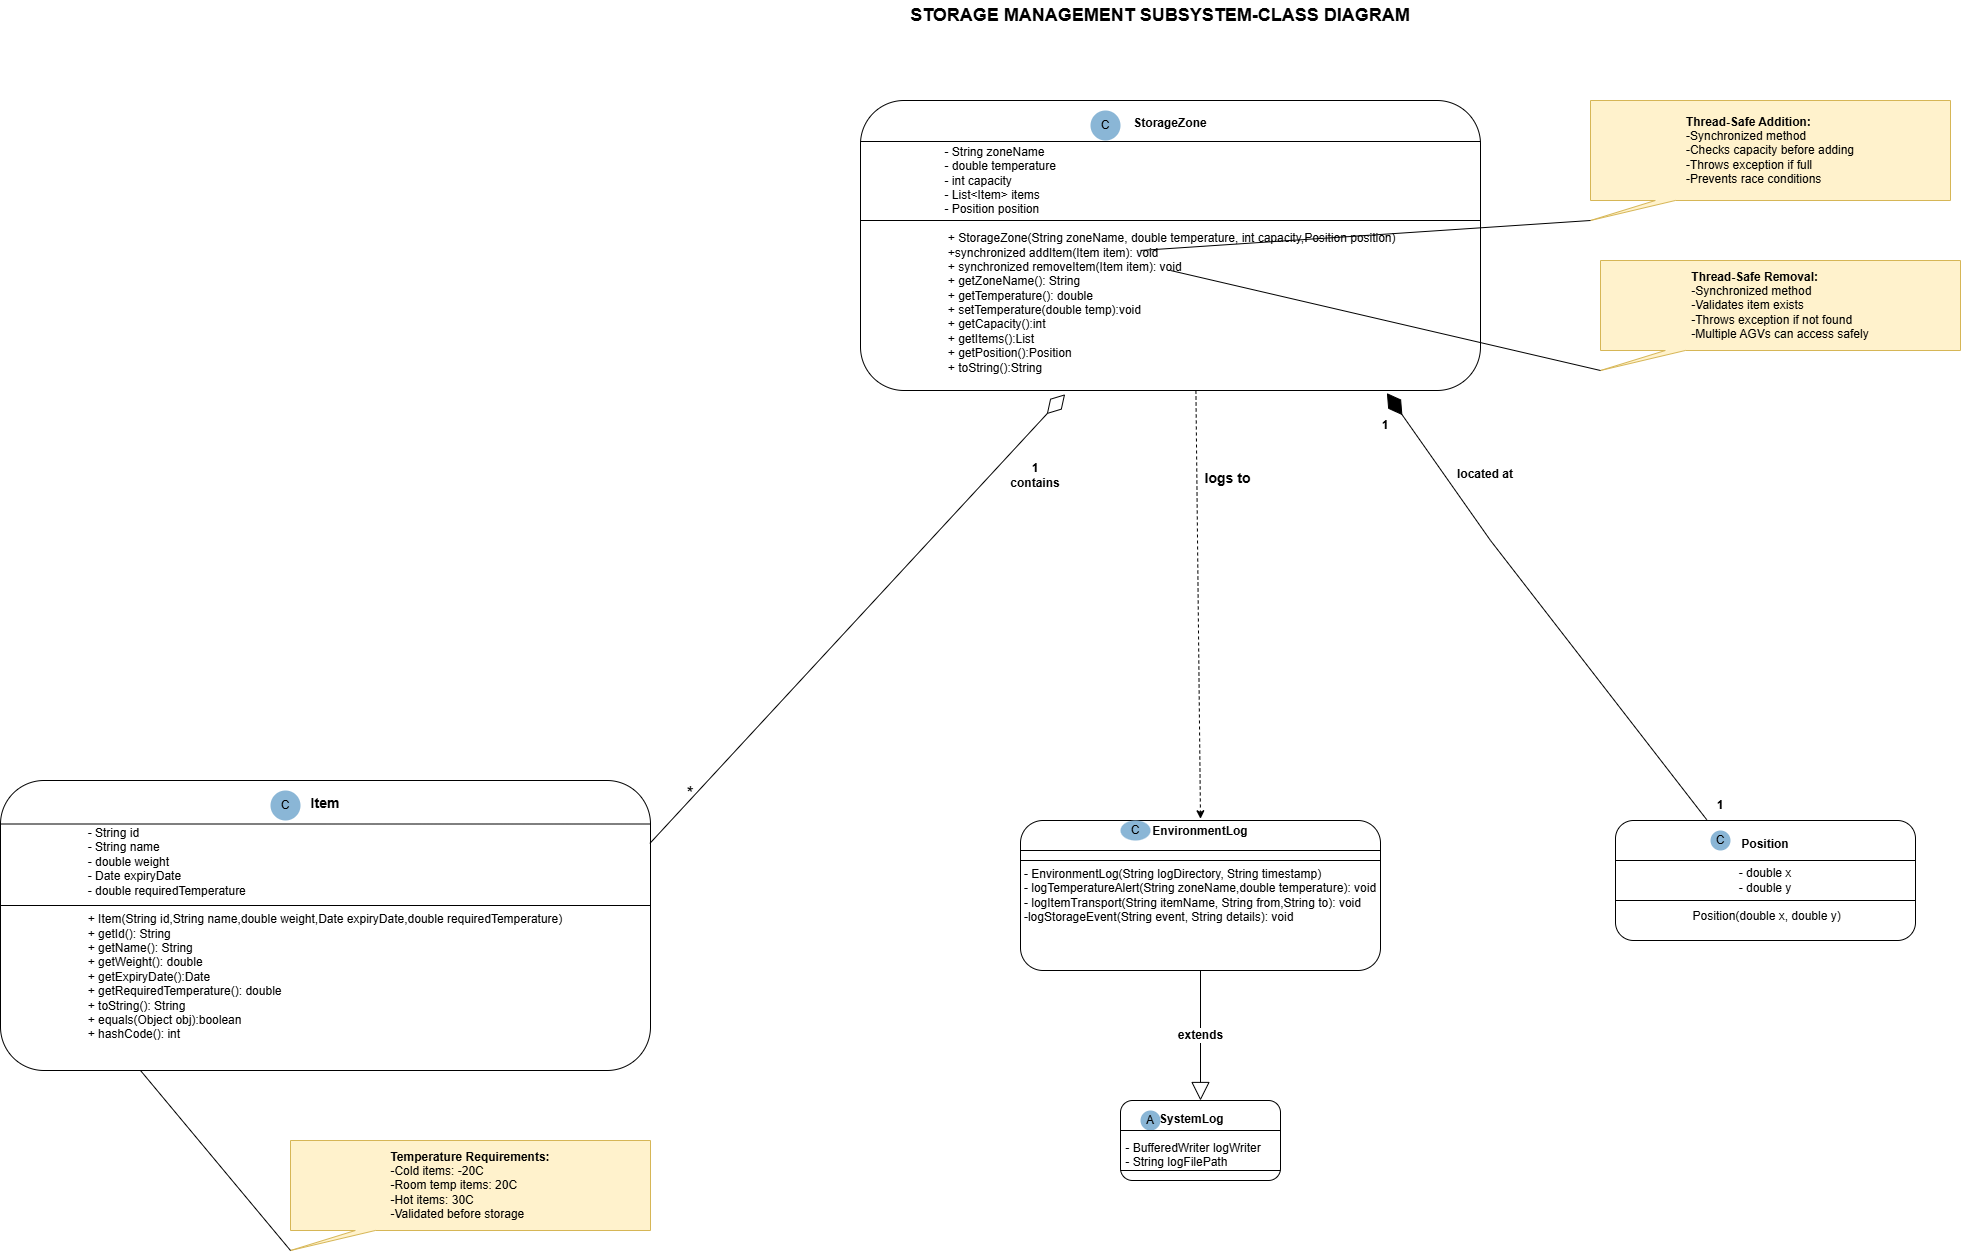 STORAGE MANAGEMENT SUBSYSTEM-CLASS DIAGRAM
C StorageZone
- String zoneName
- double temperature
- int capacity
- List<Item> items
- Position position
+ StorageZone(String zoneName, double temperature, int capacity,Position position)
+synchronized addItem(Item item): void
+ synchronized removeItem(Item item): void
+ getZoneName(): String
+ getTemperature(): double
+ setTemperature(double temp):void
+ getCapacity():int
+ getItems():List
+ getPosition():Position
+ toString():String
Thread-Safe Addition:
-Synchronized method
-Checks capacity before adding
-Throws exception if full
-Prevents race conditions
Thread-Safe Removal:
-Synchronized method
-Validates item exists
-Throws exception if not found
-Multiple AGVs can access safely
1
contains
*
logs to
1
located at
1
C Item
- String id
- String name
- double weight
- Date expiryDate
- double requiredTemperature
+ Item(String id,String name,double weight,Date expiryDate,double requiredTemperature)
+ getId(): String
+ getName(): String
+ getWeight(): double
+ getExpiryDate():Date
+ getRequiredTemperature(): double
+ toString(): String
+ equals(Object obj):boolean
+ hashCode(): int
C EnvironmentLog
- EnvironmentLog(String logDirectory, String timestamp)
- logTemperatureAlert(String zoneName,double temperature): void
- logItemTransport(String itemName, String from,String to): void
-logStorageEvent(String event, String details): void
C Position
- double x
- double y
Position(double x, double y)
extends
A SystemLog
- BufferedWriter logWriter
- String logFilePath
Temperature Requirements:
-Cold items: -20C
-Room temp items: 20C
-Hot items: 30C
-Validated before storage